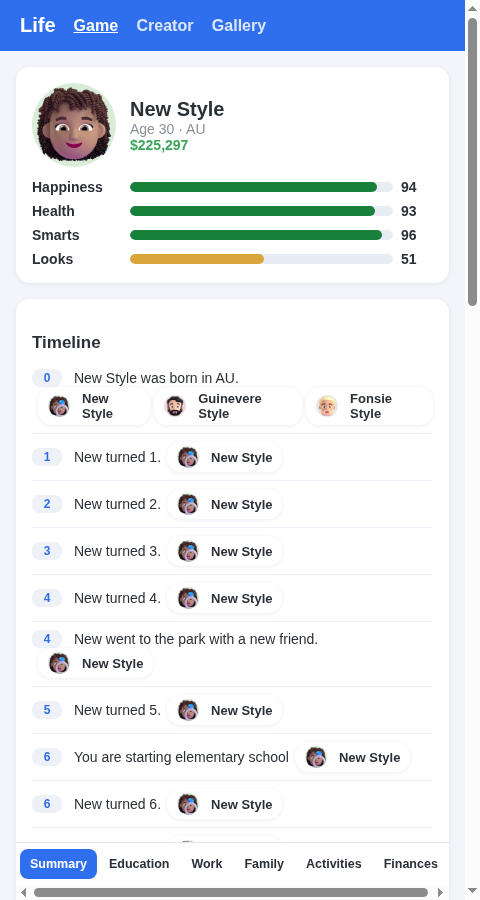 Life Game Creator Gallery
New Style
Age 30 · AU
$225,297
Happiness 94
Health 93
Smarts 96
Looks 51
Timeline
0 New Style was born in AU.
New Style
Guinevere Style
Fonsie Style
1 New turned 1. New Style
2 New turned 2. New Style
3 New turned 3. New Style
4 New turned 4. New Style
4 New went to the park with a new friend.
New Style
5 New turned 5. New Style
6 You are starting elementary school New Style
6 New turned 6. New Style
Summary Education Work Family Activities Finances